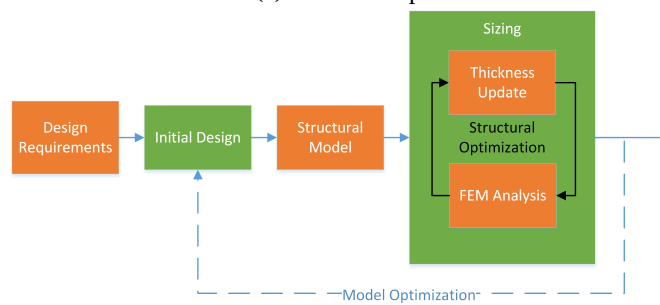 Sizing
Thickness
Update
Design
Requirements
Initial Design
Structural
Model
Structural
Optimization
FEM Analysis
Model Optimization